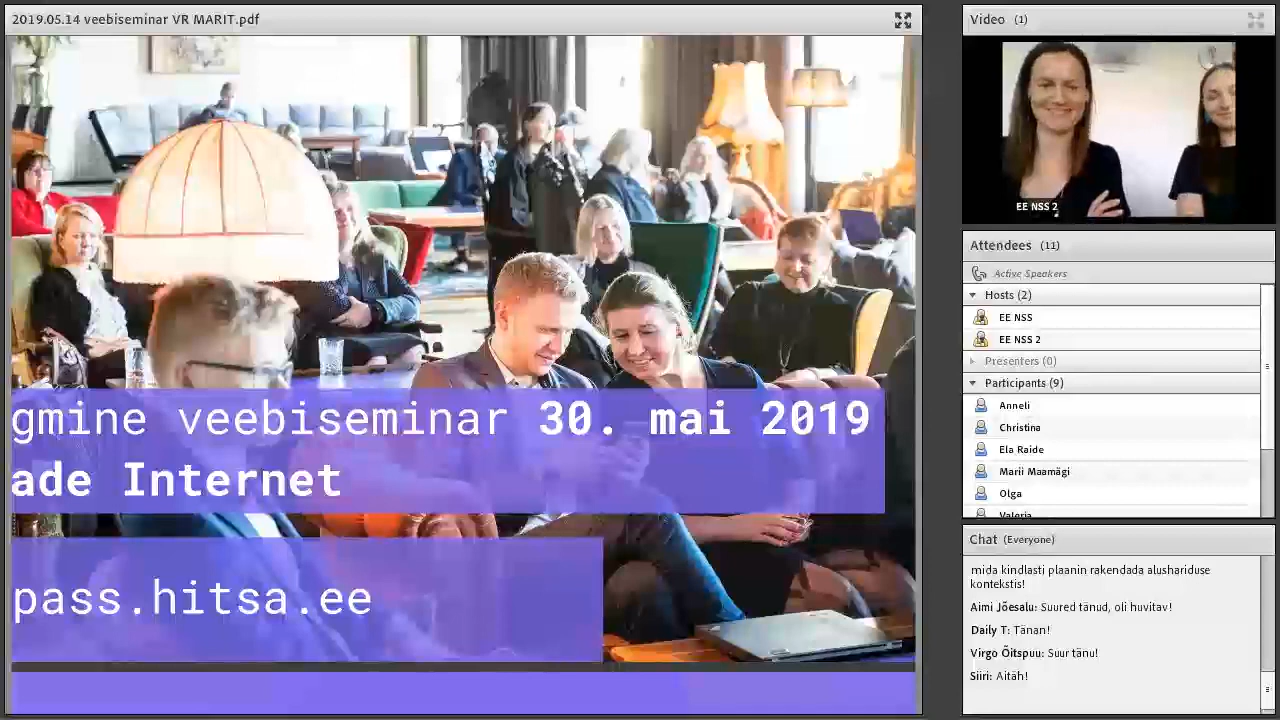 2019.05.14 veebiseminar VR MARIT.pdf
gmine veebiseminar 30. mai 2019
ade Internet
pass.hitsa.ee
Video (1)
EE NSS 2
Attendees (11)
Active Speakers
Hosts (2)
EE NSS
EE NSS 2
Presenters (0)
Participants (9)
Anneli
Christina
Ela Raide
Marii Maamägi
Olga
Valeria
Chat (Everyone)
mida kindlasti plaanin rakendada alushariduse
kontekstis!
Aimi Jõesalu: Suured tänud, oli huvitav!
Daily T: Tänan!
Virgo Õitspuu: Suur tänu!
Siiri: Aitäh!